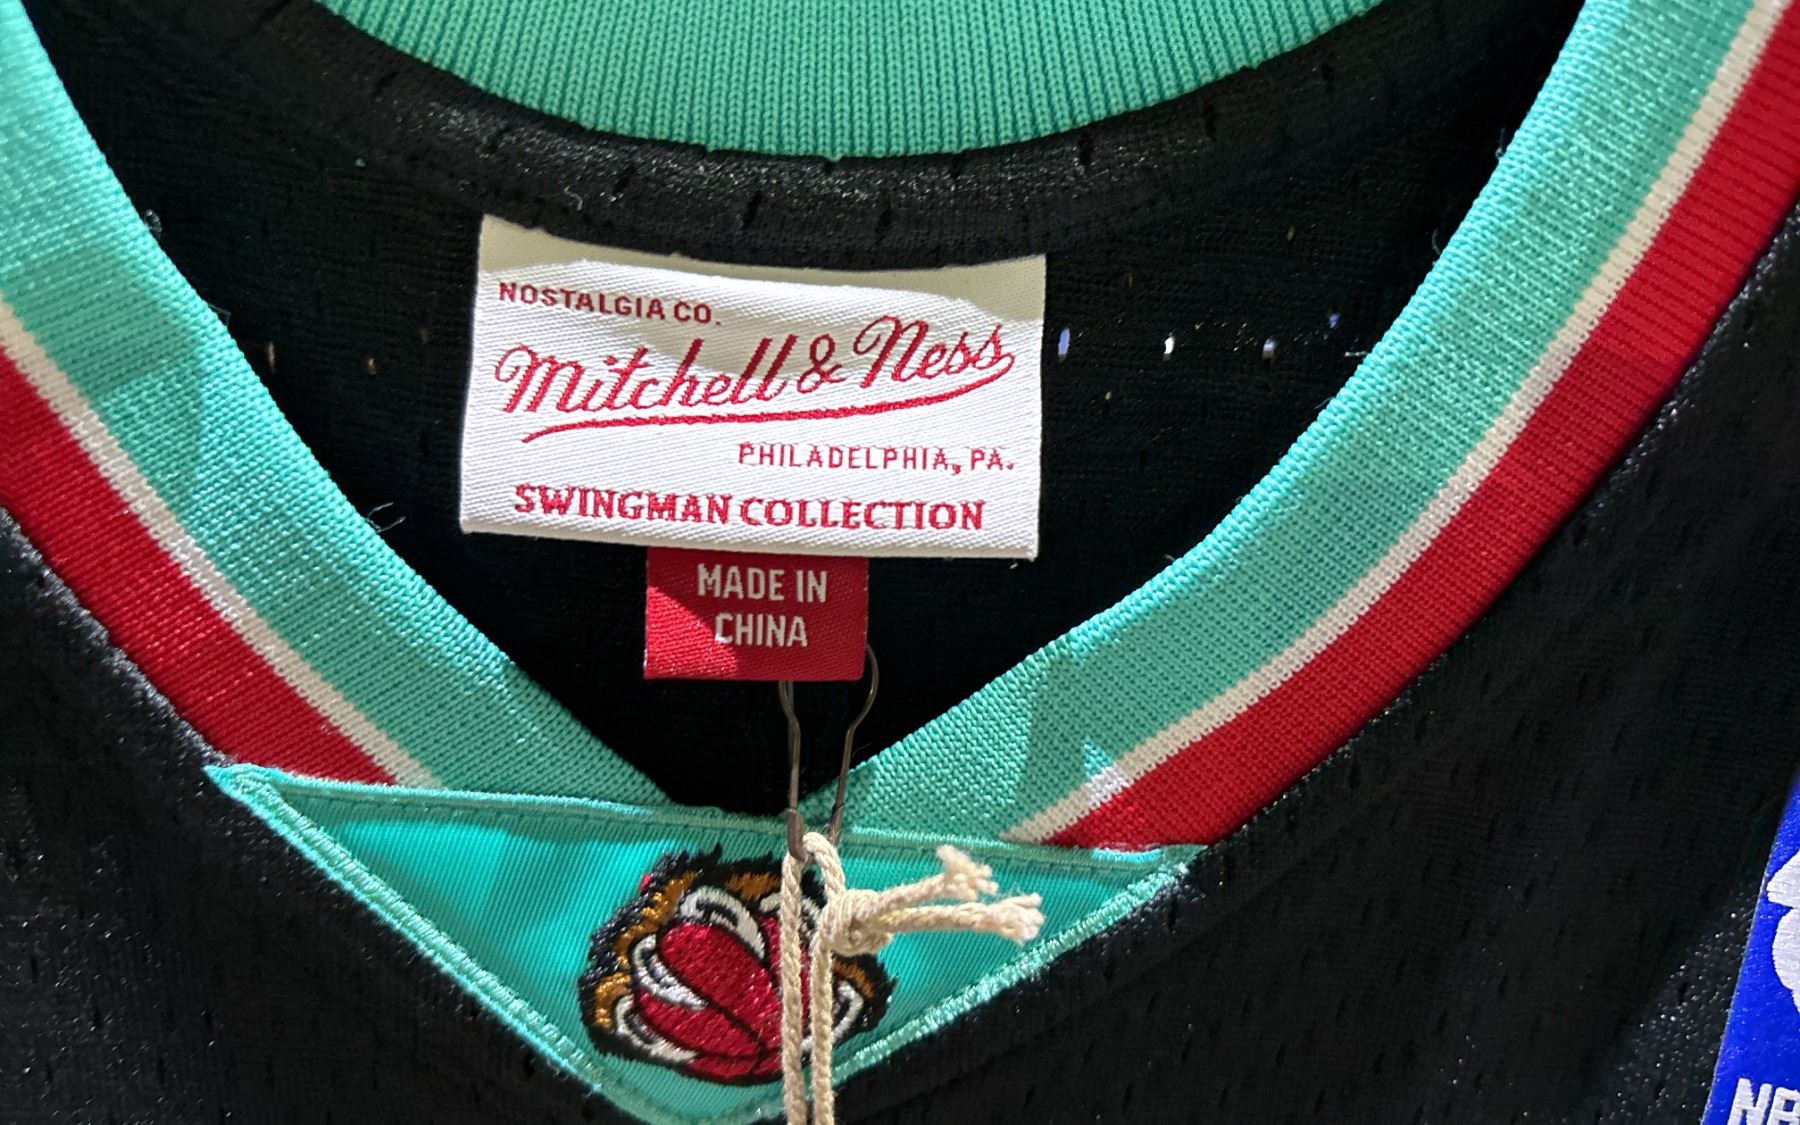 NOSTALGIA CO.
Mitchell & Ness
PHILADELPHIA, PA.
SWINGMAN COLLECTION
MADE IN
CHINA